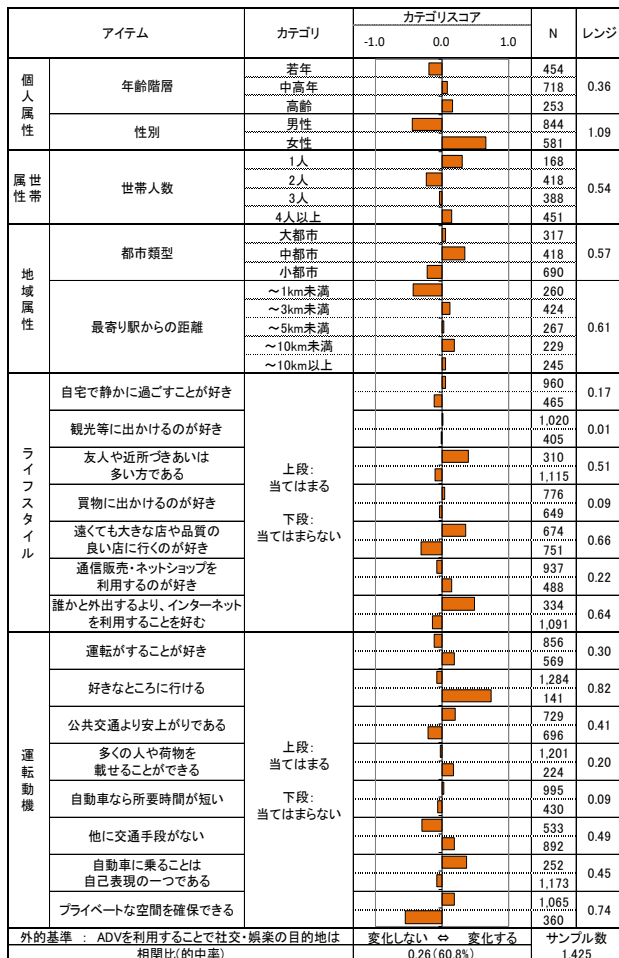 アイテム カテゴリ カテゴリスコア N レンジ
-1.0 0.0 1.0
個人属性 年齢階層 若年 454 0.36
中高年 718
高齢 253
性別 男性 844 1.09
女性 581
世帯属性 世帯人数 1人 168 0.54
2人 418
3人 388
4人以上 451
地域属性 都市類型 大都市 317 0.57
中都市 418
小都市 690
最寄り駅からの距離 ～1km未満 260 0.61
～3km未満 424
～5km未満 267
～10km未満 229
～10km以上 245
ライフスタイル 自宅で静かに過ごすことが好き 上段: 当てはまる 下段: 当てはまらない 960 0.17
465
観光等に出かけるのが好き 1,020 0.01
405
友人や近所づきあいは 310 0.51
多い方である 1,115
買物に出かけるのが好き 776 0.09
649
遠くても大きな店や品質の 674 0.66
良い店に行くのが好き 751
通信販売・ネットショップを 937 0.22
利用するのが好き 488
誰かと外出するより、インターネット 334 0.64
を利用することを好む 1,091
運転動機 運転がすることが好き 上段: 当てはまる 下段: 当てはまらない 856 0.30
569
好きなところに行ける 1,284 0.82
141
公共交通より安上がりである 729 0.41
696
多くの人や荷物を 1,201 0.20
載せることができる 224
自動車なら所要時間が短い 995 0.09
430
他に交通手段がない 533 0.49
892
自動車に乗ることは 252 0.45
自己表現の一つである 1,173
プライベートな空間を確保できる 1,065 0.74
360
外的基準 : ADVを利用することで社交・娯楽の目的地は 変化しない ⇔ 変化する サンプル数
相関比(的中率) 0.26(60.8%) 1,425